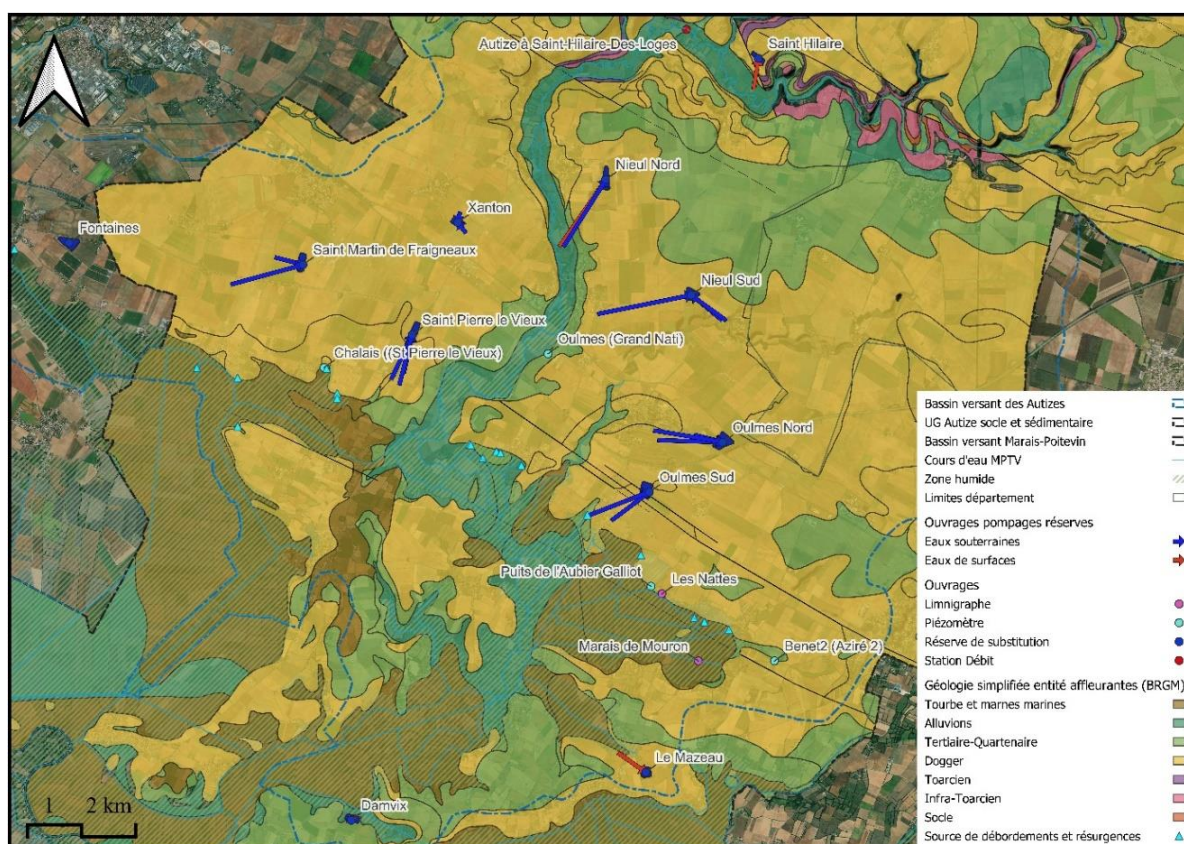 Autize à Saint-Hilaire-Des-Loges
Saint Hilaire
Nieul Nord
Xanton
Fontaines
Saint Martin de Fraigneaux
Nieul Sud
Saint Pierre le Vieux
Oulmes (Grand Nati)
Chalais ((St Pierre le Vieux)
Oulmes Nord
Oulmes Sud
Puits de l'Aubier Galliot
Les Nattes
Marais de Mouron
Benet2 (Aziré 2)
Le Mazeau
Damvix
1 2 km
Bassin versant des Autizes
UG Autize socle et sédimentaire
Bassin versant Marais-Poitevin
Cours d'eau MPTV
Zone humide
Limites département
Ouvrages pompages réserves
Eaux souterraines
Eaux de surfaces
Ouvrages
Limnigraphe
Piézomètre
Réserve de substitution
Station Débit
Géologie simplifiée entité affleurantes (BRGM)
Tourbe et marnes marines
Alluvions
Tertiaire-Quartenaire
Dogger
Toarcien
Infra-Toarcien
Socle
Source de débordements et résurgences